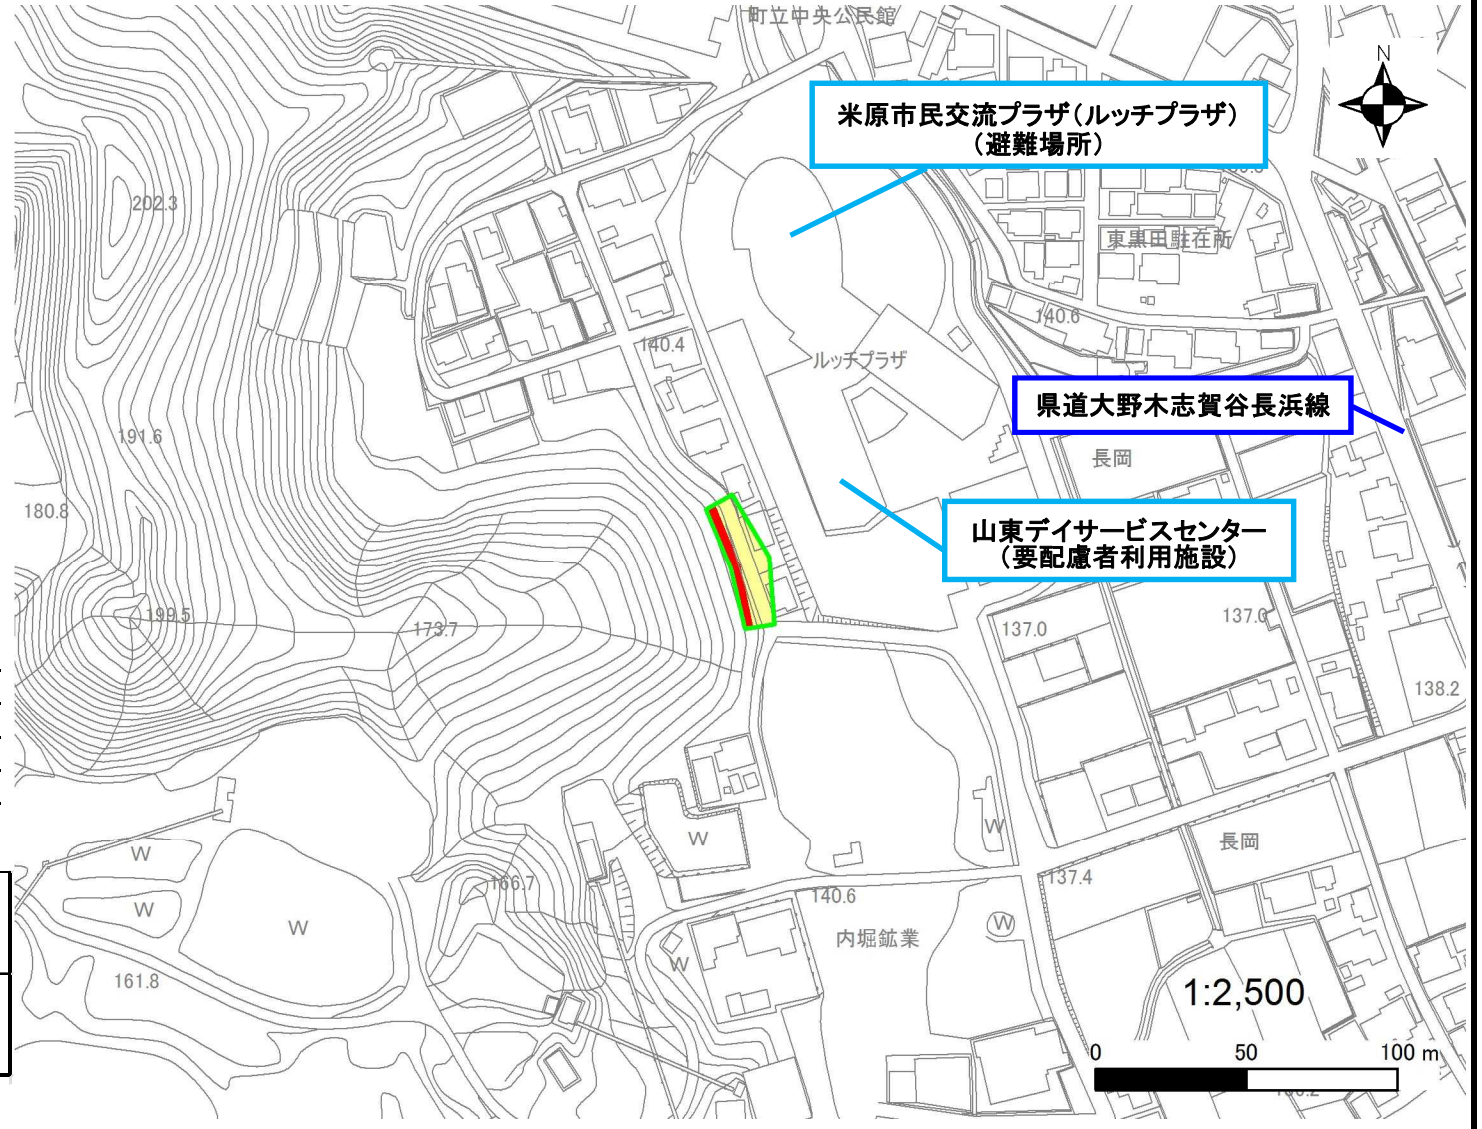 町立中央公民館
N
米原市民交流プラザ(ルッチプラザ)
(避難場所)
202.3
東黒田駐在所
140.6
140.4
ルッチプラザ
県道大野木志賀谷長浜線
191.6
長岡
180.8
山東デイサービスセンター
(要配慮者利用施設)
199.5
173.7
137.0
137.0
138.2
W
W
W
長岡
166.7
137.4
140.6
W
W
W
内堀鉱業
W
161.8
1:2,500
0 50 100 m